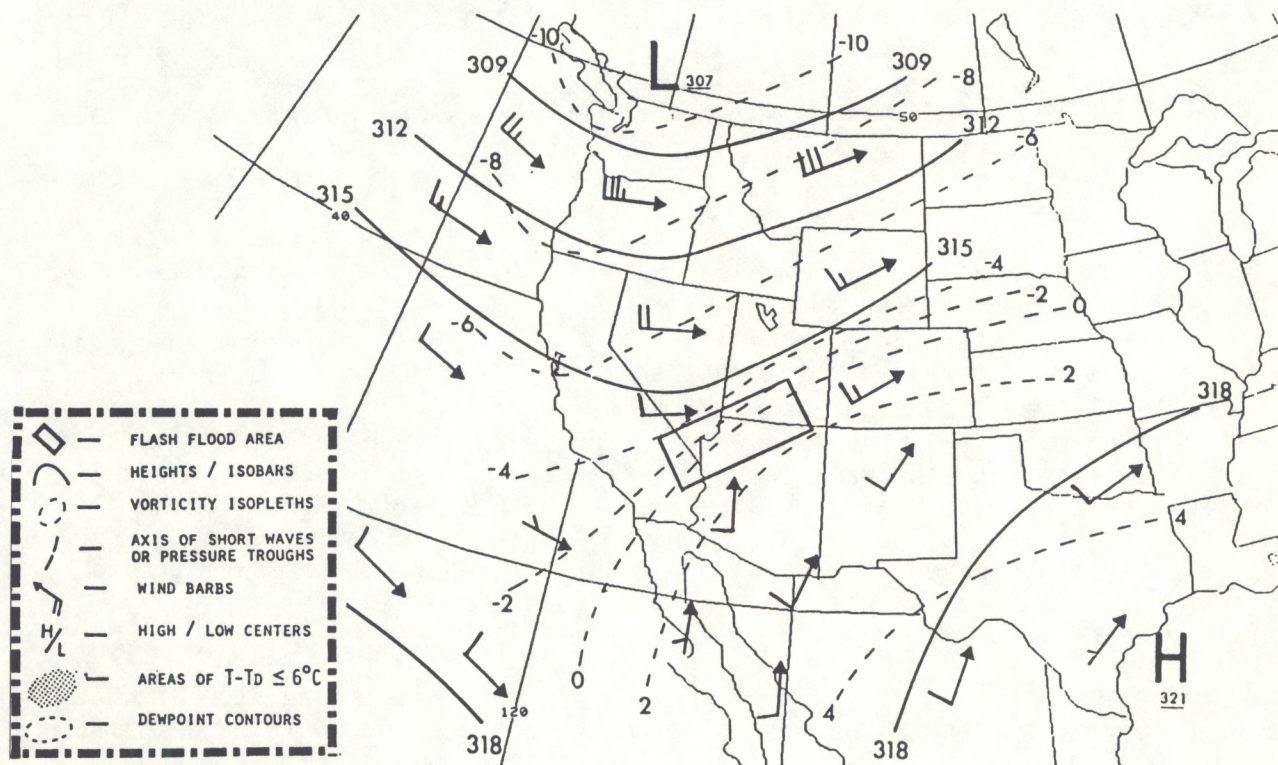 -10
L 307
309
-10
309
-8
50
312
312
-6
-8
315
40
315
-4
-2
0
-6
2
318
-4
4
-2
0
2
4
120
318
318
H
321
FLASH FLOOD AREA
HEIGHTS / ISOBARS
VORTICITY ISOPLETHS
AXIS OF SHORT WAVES
OR PRESSURE TROUGHS
WIND BARBS
H/L HIGH / LOW CENTERS
AREAS OF T-TD ≤ 6°C
DEWPOINT CONTOURS